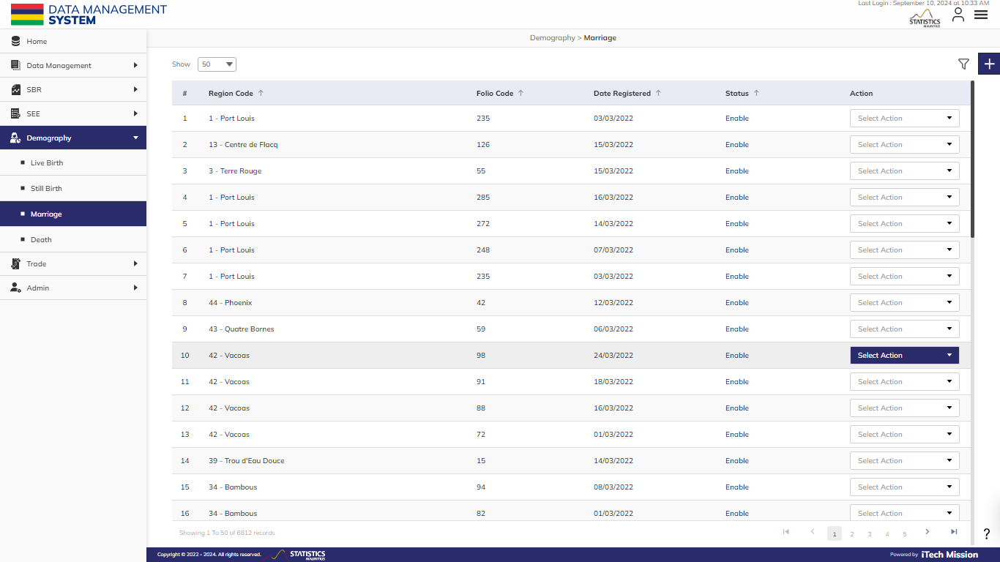 Last Login : September 10, 2024 at 10:33 AM
DATA MANAGEMENT
SYSTEM
STATISTICS
MAURITIUS
Home
Data Management
SBR
SEE
Demography
Live Birth
Still Birth
Marriage
Death
Trade
Admin
Demography > Marriage
Show 50
# Region Code Folio Code Date Registered Status Action
1 1 - Port Louis 235 03/03/2022 Enable Select Action
2 13 - Centre de Flacq 126 15/03/2022 Enable Select Action
3 3 - Terre Rouge 55 15/03/2022 Enable Select Action
4 1 - Port Louis 285 16/03/2022 Enable Select Action
5 1 - Port Louis 272 14/03/2022 Enable Select Action
6 1 - Port Louis 248 07/03/2022 Enable Select Action
7 1 - Port Louis 235 03/03/2022 Enable Select Action
8 44 - Phoenix 42 12/03/2022 Enable Select Action
9 43 - Quatre Bornes 59 06/03/2022 Enable Select Action
10 42 - Vacoas 98 24/03/2022 Enable Select Action
11 42 - Vacoas 91 18/03/2022 Enable Select Action
12 42 - Vacoas 88 16/03/2022 Enable Select Action
13 42 - Vacoas 72 01/03/2022 Enable Select Action
14 39 - Trou d'Eau Douce 15 14/03/2022 Enable Select Action
15 34 - Bambous 94 08/03/2022 Enable Select Action
16 34 - Bambous 82 01/03/2022 Enable Select Action
Showing 1 To 50 of 6812 records
1 2 3 4 5
?
Copyright © 2022 - 2024. All rights reserved. STATISTICS
MAURITIUS
Powered by iTech Mission